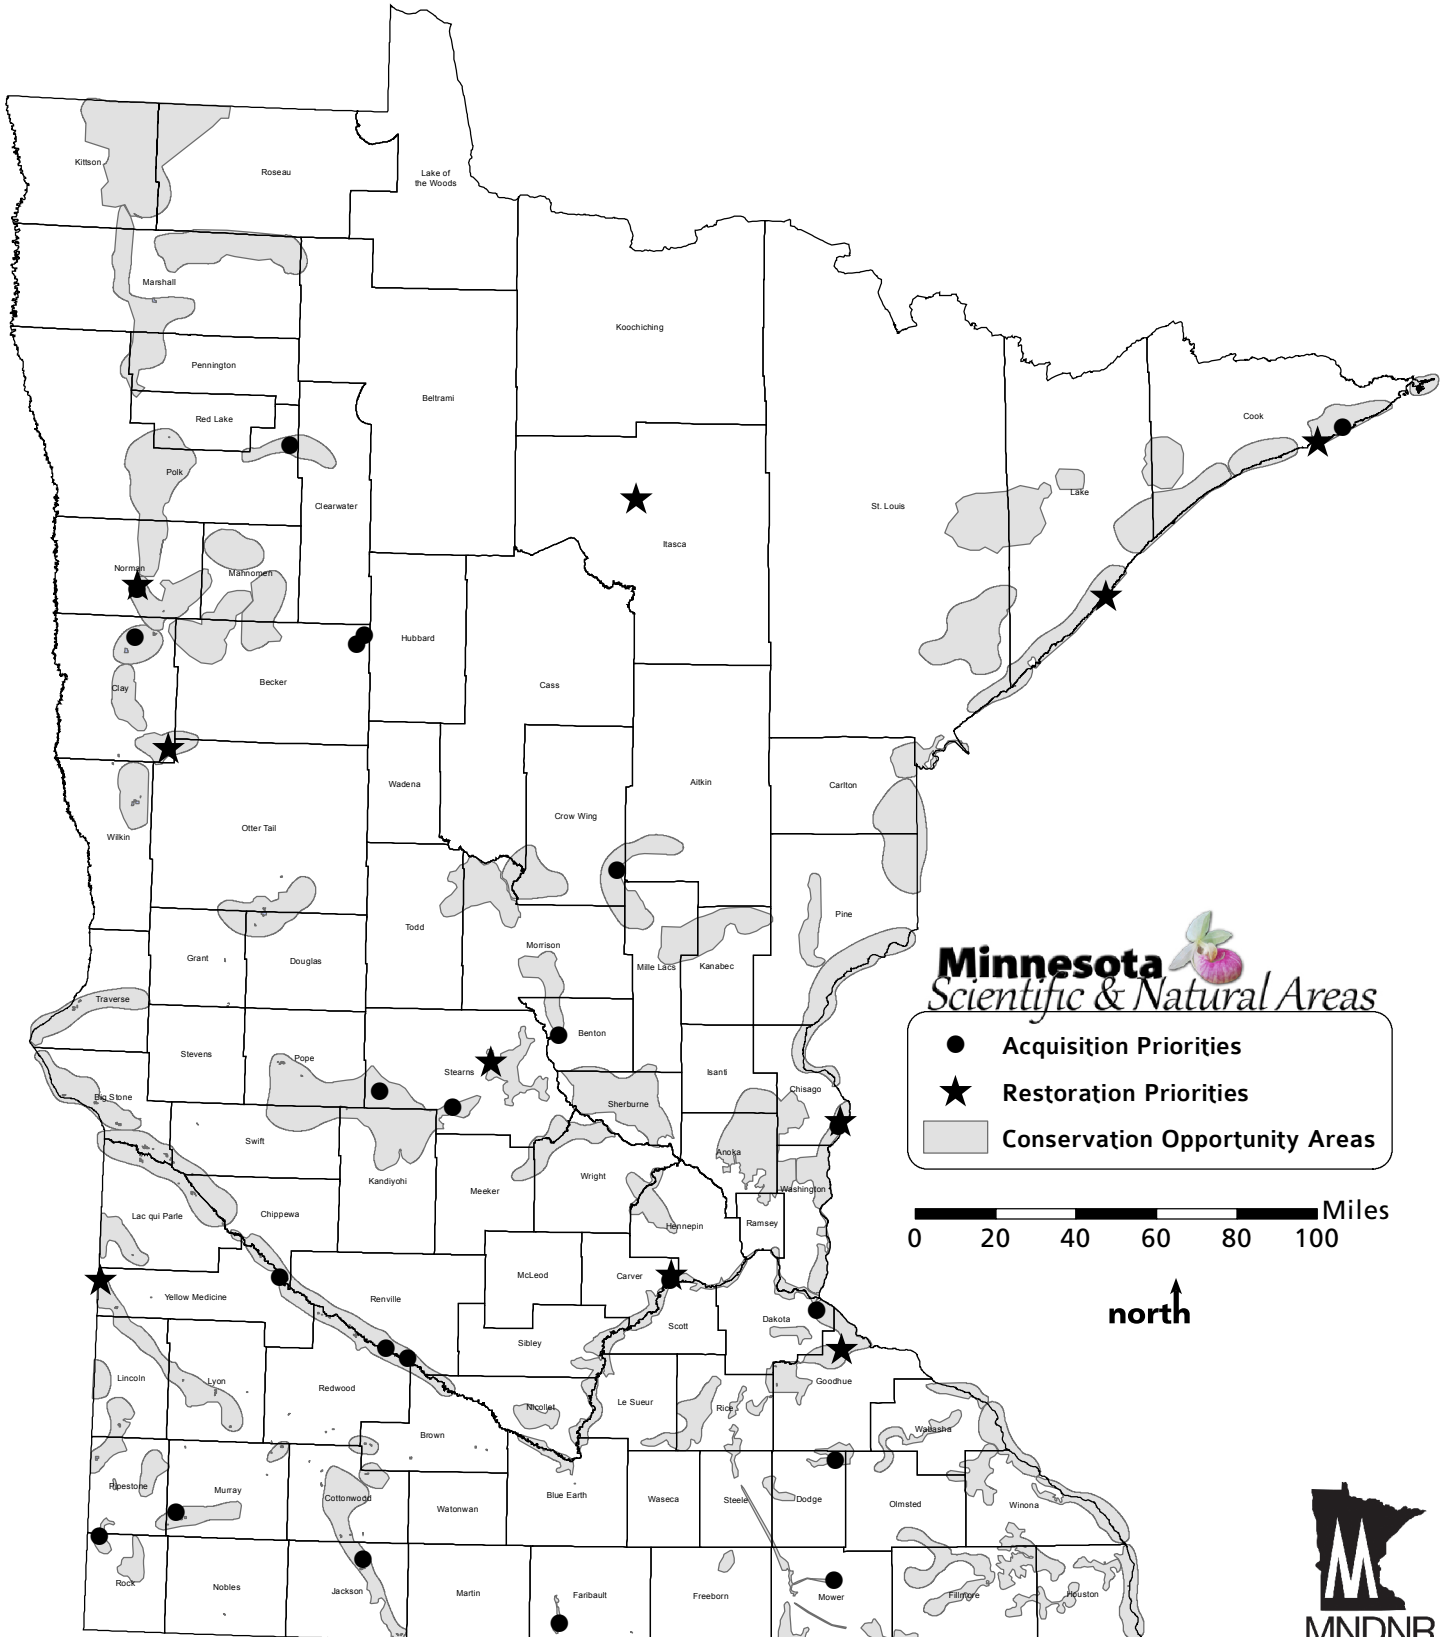 Kittson
Roseau
Lake of
the Woods
Marshall
Koochiching
Pennington
Beltrami
Red Lake
Cook
Polk
Clearwater
St. Louis
Lake
Itasca
Norman
Mahnomen
Hubbard
Becker
Cass
Clay
Wadena
Aitkin
Carlton
Crow Wing
Otter Tail
Wilkin
Pine
Todd
Morrison
Grant
Douglas
Mille Lacs
Kanabec
Traverse
Benton
Stevens
Pope
Stearns
Isanti
Chisago
Big Stone
Sherburne
Swift
Anoka
Kandiyohi
Wright
Meeker
Washington
Lac qui Parle
Chippewa
Hennepin
Ramsey
McLeod
Carver
Yellow Medicine
Renville
Dakota
Scott
Sibley
Lincoln
Lyon
Redwood
Goodhue
Le Sueur
Nicollet
Rice
Wabasha
Brown
Pipestone
Murray
Cottonwood
Watonwan
Blue Earth
Waseca
Steele
Dodge
Olmsted
Winona
Rock
Nobles
Jackson
Martin
Faribault
Freeborn
Mower
Fillmore
Houston
Minnesota
Scientific & Natural Areas
Acquisition Priorities
Restoration Priorities
Conservation Opportunity Areas
Miles
0 20 40 60 80 100
north
MNDNR